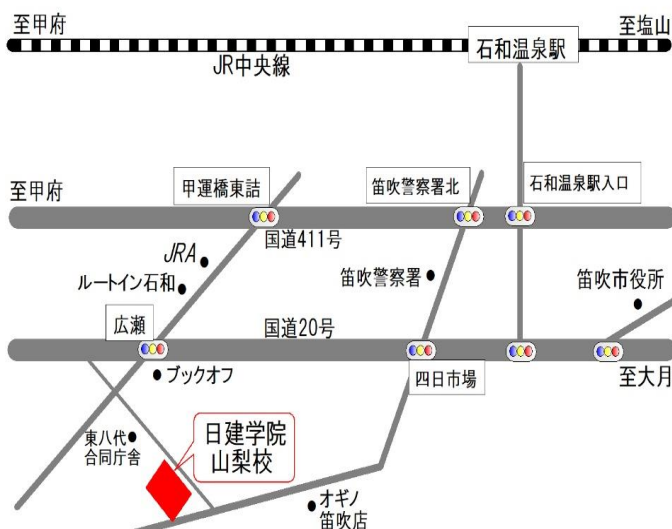 至甲府
至塩山
石和温泉駅
JR中央線
甲運橋東詰
笛吹警察署北
石和温泉駅入口
至甲府
国道411号
JRA
ルートイン石和
笛吹警察署
笛吹市役所
広瀬
国道20号
ブックオフ
四日市場
至大月
東八代
合同庁舎
日建学院
山梨校
オギノ
笛吹店